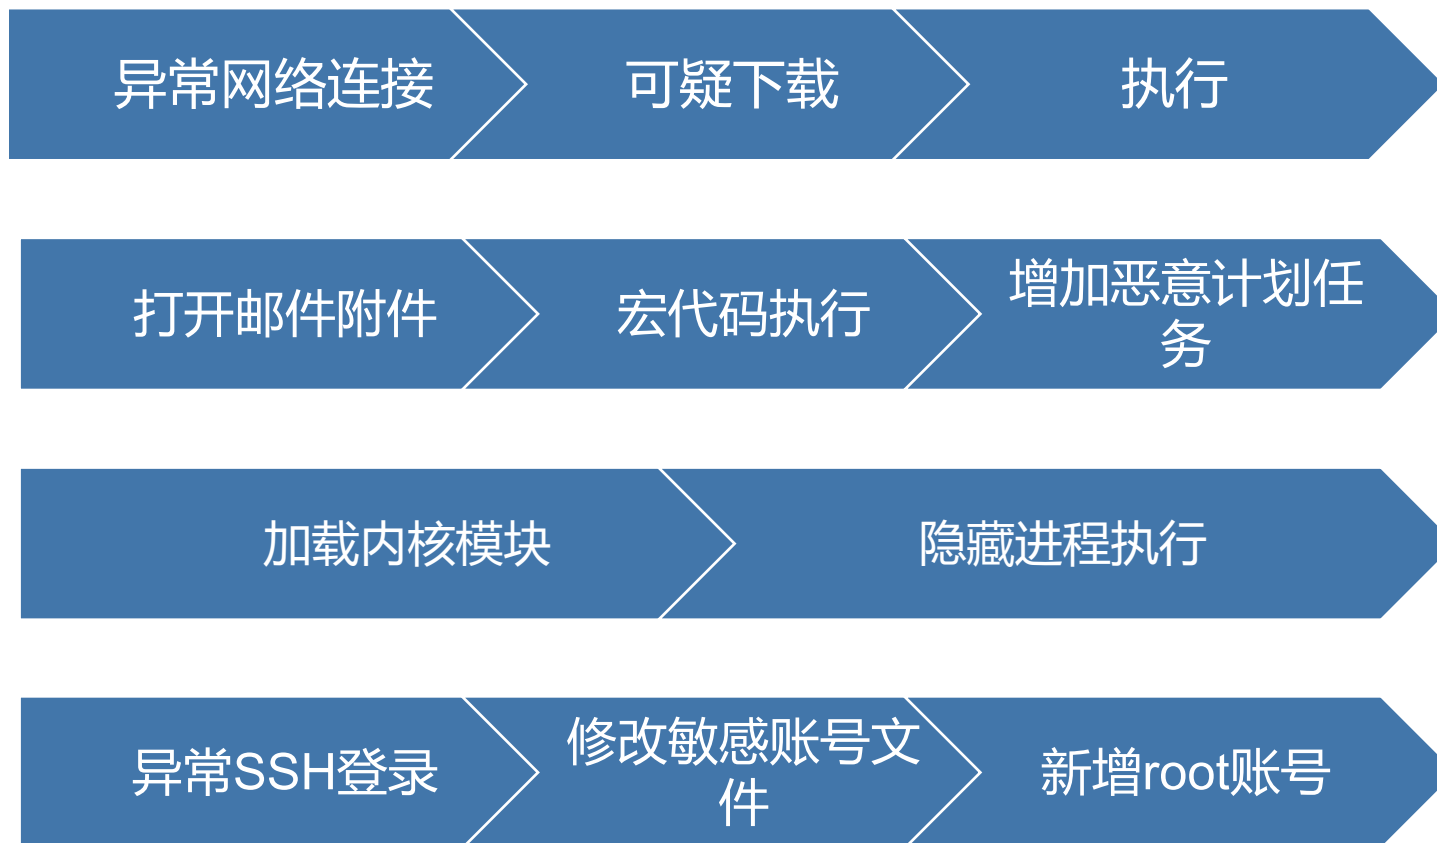 异常网络连接
可疑下载
执行
打开邮件附件
宏代码执行
增加恶意计划任
务
加载内核模块
隐藏进程执行
异常SSH登录
修改敏感账号文
件
新增root账号